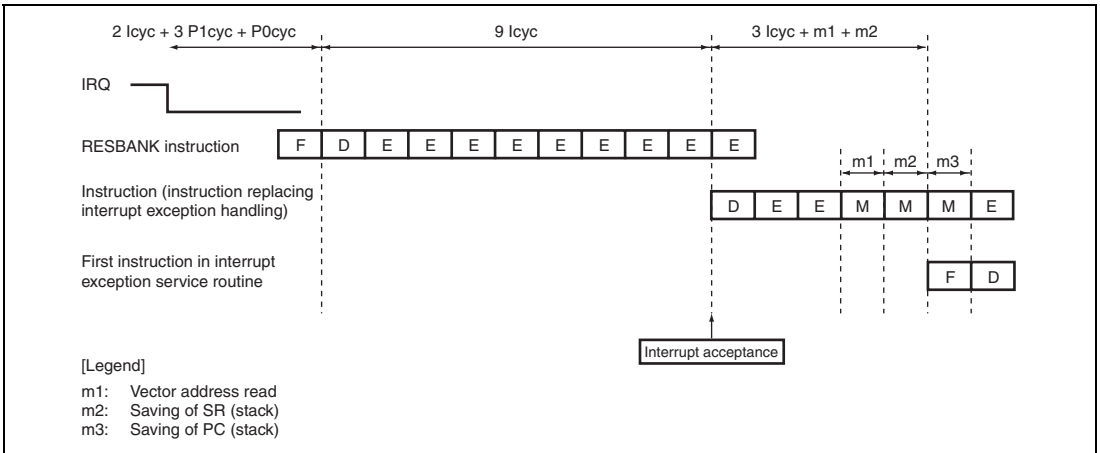 2 Icyc + 3 P1cyc + P0cyc 9 Icyc 3 Icyc + m1 + m2
IRQ
RESBANK instruction F D E E E E E E E E E
m1 m2 m3
Instruction (instruction replacing
interrupt exception handling)
D E E M M M E
First instruction in interrupt
exception service routine
F D
Interrupt acceptance
[Legend]
m1: Vector address read
m2: Saving of SR (stack)
m3: Saving of PC (stack)